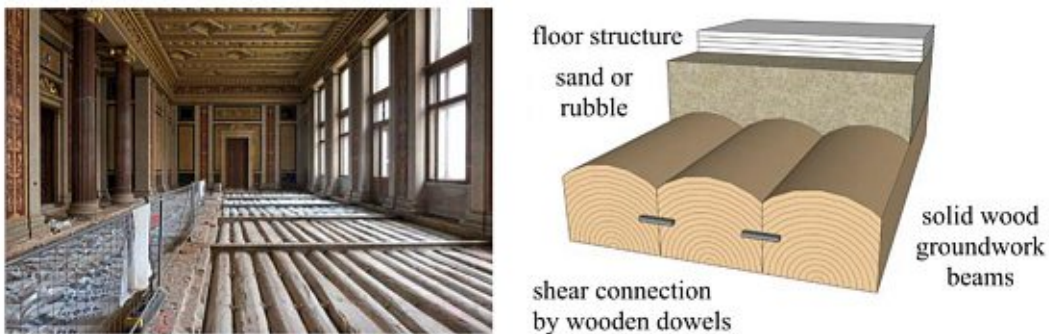 floor structure
sand or
rubble
solid wood
groundwork
beams
shear connection
by wooden dowels